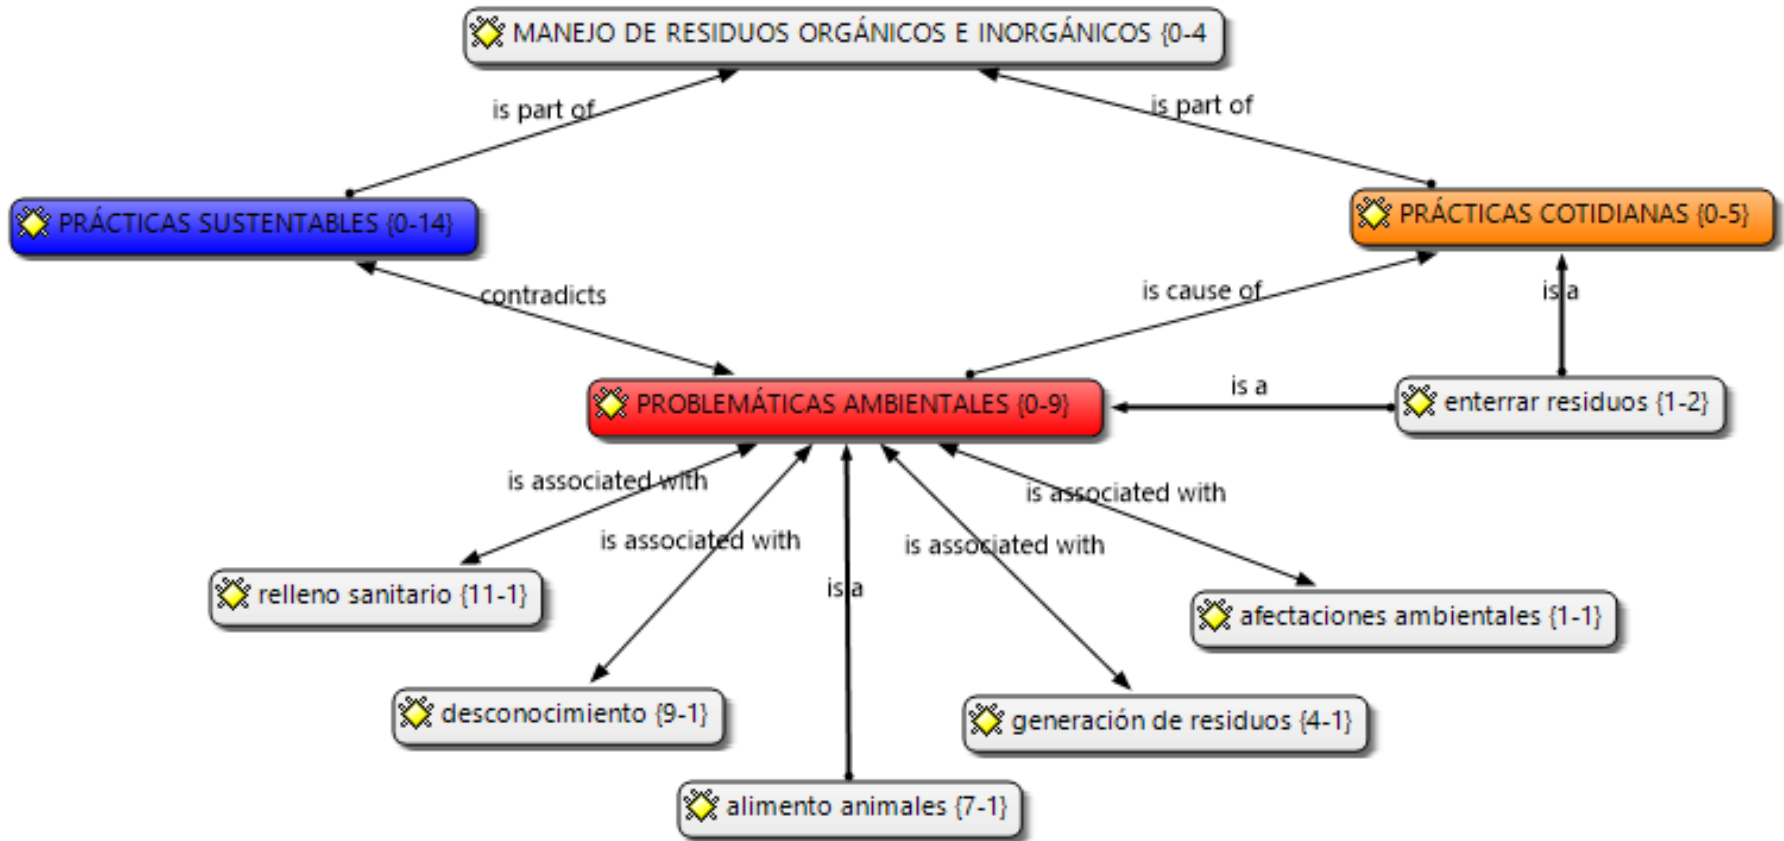 MANEJO DE RESIDUOS ORGÁNICOS E INORGÁNICOS {0-4
is part of
is part of
PRÁCTICAS SUSTENTABLES {0-14}
PRÁCTICAS COTIDIANAS {0-5}
contradicts
is cause of
is a
PROBLEMÁTICAS AMBIENTALES {0-9}
is a
enterrar residuos {1-2}
is associated with
is associated with
is associated with
is associated with
is a
relleno sanitario {11-1}
afectaciones ambientales {1-1}
desconocimiento {9-1}
generación de residuos {4-1}
alimento animales {7-1}